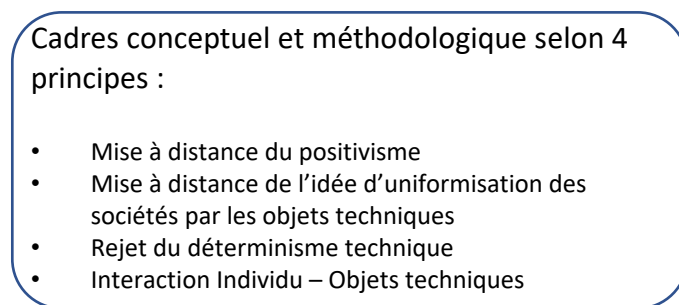 Cadres conceptuel et méthodologique selon 4
principes :
• Mise à distance du positivisme
• Mise à distance de l’idée d’uniformisation des
sociétés par les objets techniques
• Rejet du déterminisme technique
• Interaction Individu – Objets techniques